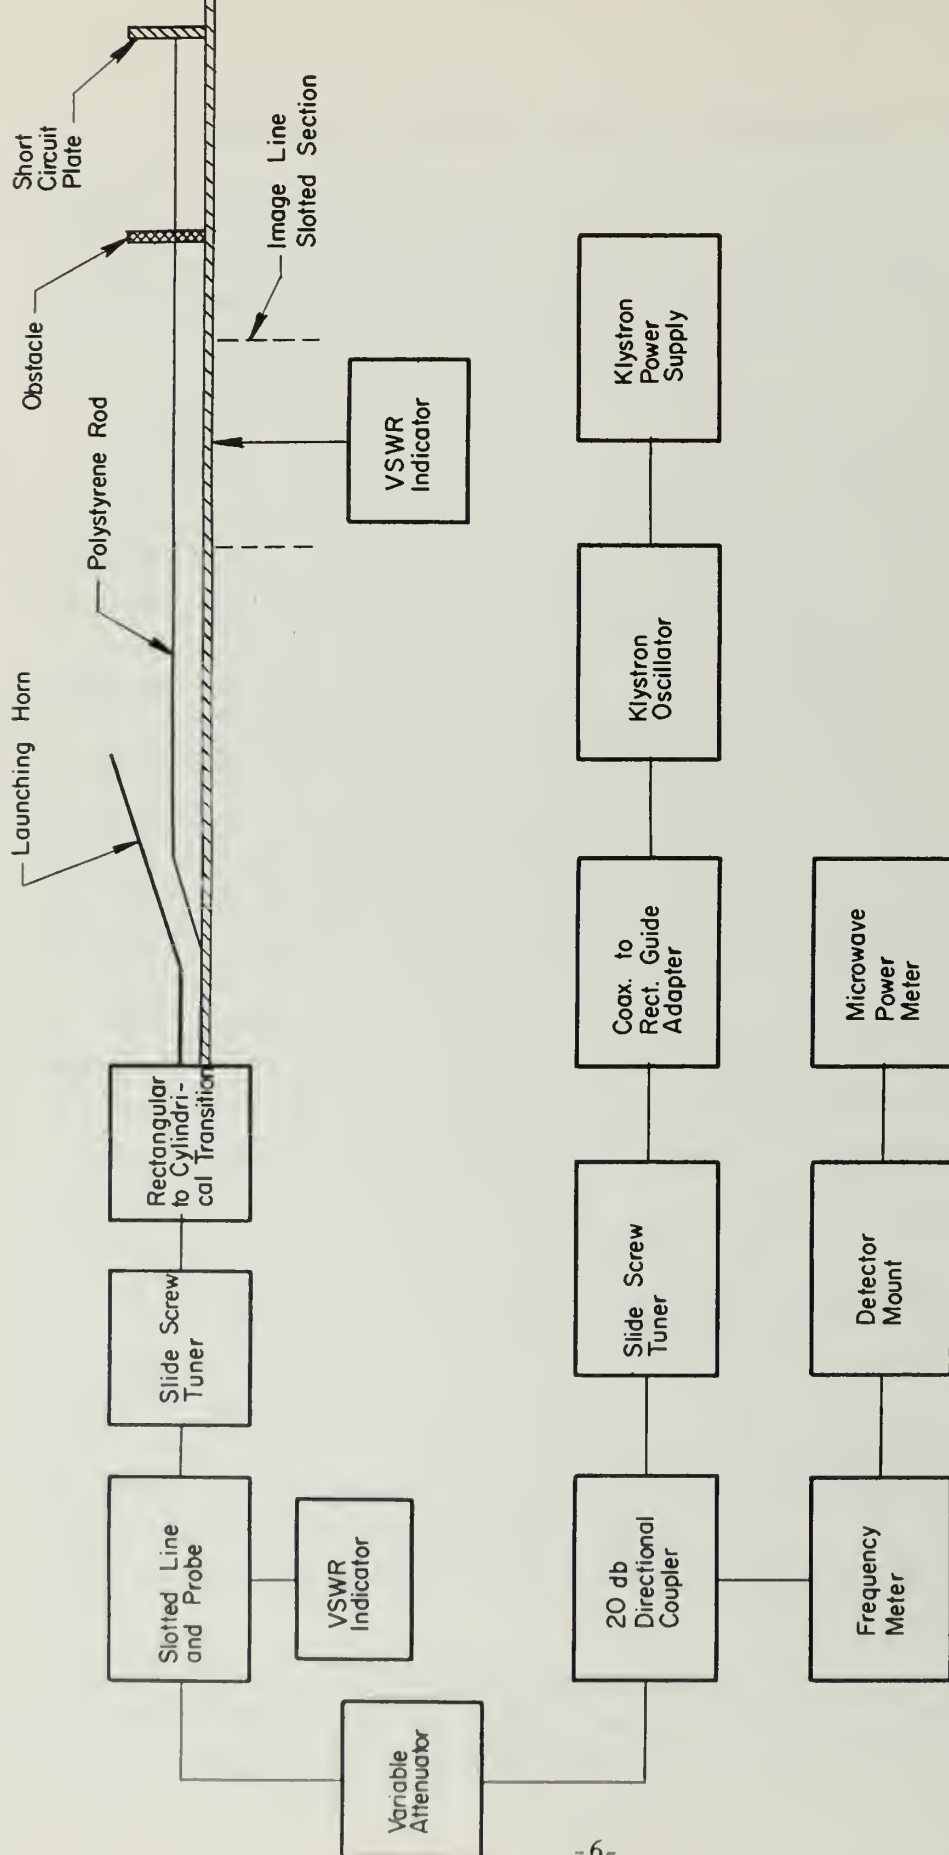 Launching Horn
Polystyrene Rod
Obstacle
Short
Circuit
Plate
Image Line
Slotted Section
Slotted Line
and Probe
Slide Screw
Tuner
Rectangular
to Cylindri-
cal Transition
VSWR
Indicator
VSWR
Indicator
Variable
Attenuator
20 db
Directional
Coupler
Slide Screw
Tuner
Coax. to
Rect. Guide
Adapter
Klystron
Oscillator
Klystron
Power
Supply
Frequency
Meter
Detector
Mount
Microwave
Power
Meter
-6-